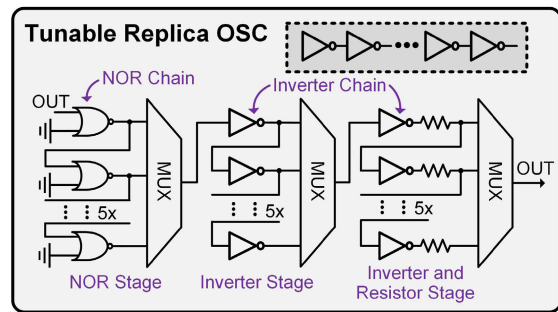 Tunable Replica OSC
NOR Chain
Inverter Chain
OUT
MUX
MUX
MUX
OUT
5x
5x
5x
NOR Stage
Inverter Stage
Inverter and
Resistor Stage